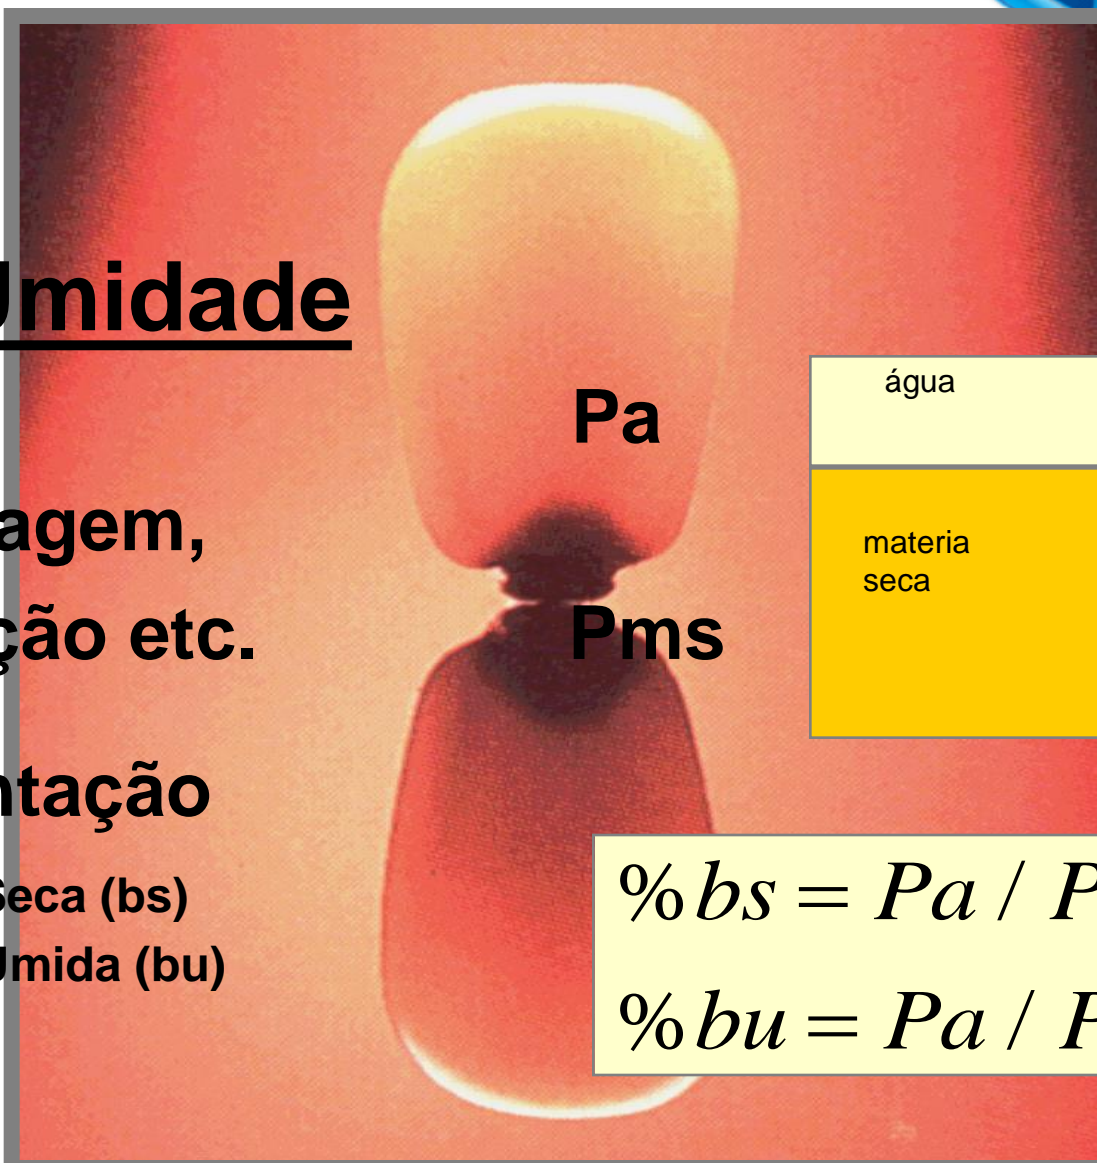 Umidade
Pa
água
agem,
materia
seca
ção etc.
Pms
ntação
Seca (bs)
Umida (bu)
%bs = Pa / P
%bu = Pa / P